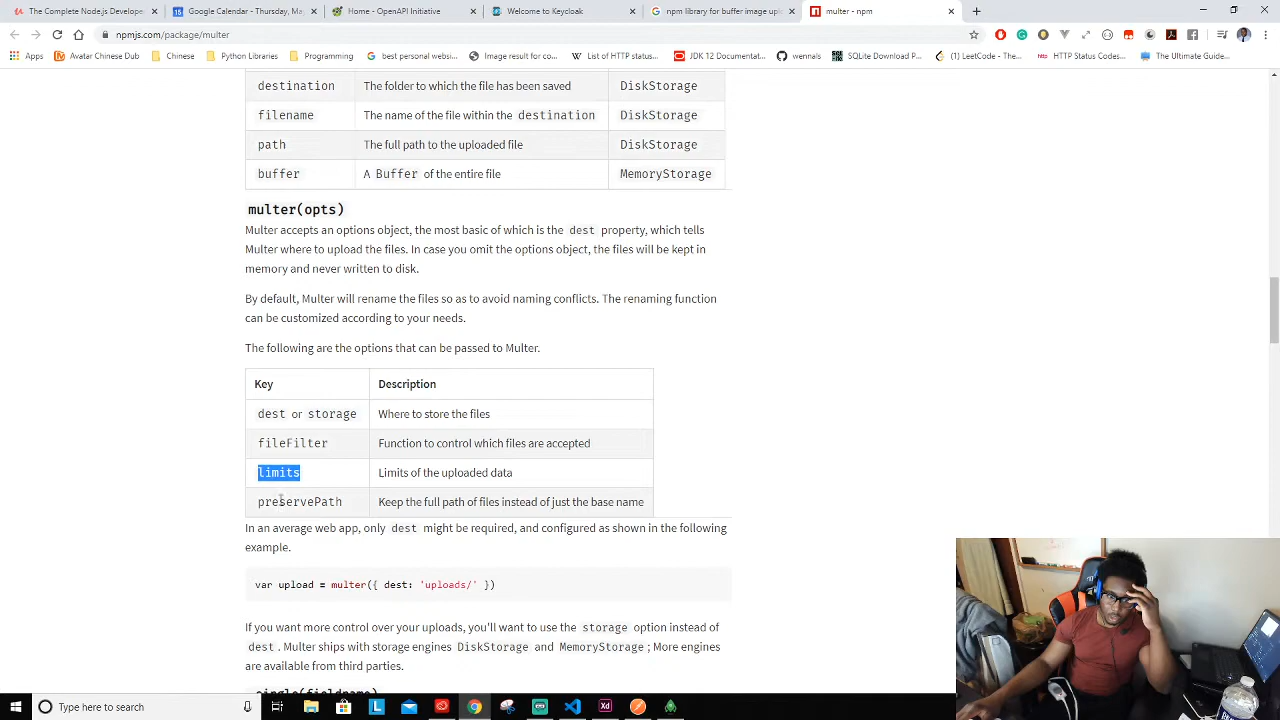 The Complete Node.js Develope
Google Calendar - Thursday, Ma
Home - OpenAPI Initiative
Welcome to Keycloak
npm library for buffer image uplo
multer - npm
npmjs.com/package/multer
Apps
Avatar Chinese Dub
Chinese
Python Libraries
Programming
best personal websi...
Image result for co...
List of HTTP status...
JDK 12 Documentat...
wennals
SQLite Download P...
(1) LeetCode - The...
HTTP Status Codes...
The Ultimate Guide...
destination The folder to which the file has been saved DiskStorage
filename The name of the file within the destination DiskStorage
path The full path to the uploaded file DiskStorage
buffer A Buffer of the entire file MemoryStorage
multer(opts)
Multer accepts an options object, the most basic of which is the dest property, which tells
Multer where to upload the files. In case you omit the options object, the files will be kept in
memory and never written to disk.
By default, Multer will rename the files so as to avoid naming conflicts. The renaming function
can be customized according to your needs.
The following are the options that can be passed to Multer.
Key Description
dest or storage Where to store the files
fileFilter Function to control which files are accepted
limits Limits of the uploaded data
preservePath Keep the full path of files instead of just the base name
In an average web app, only dest might be required, and configured as shown in the following
example.
var upload = multer({ dest: 'uploads/' })
If you want more control over your uploads, you'll want to use the storage option instead of
dest. Multer ships with storage engines DiskStorage and MemoryStorage; More engines
are available from third parties.
.single(fieldname)
Type here to search